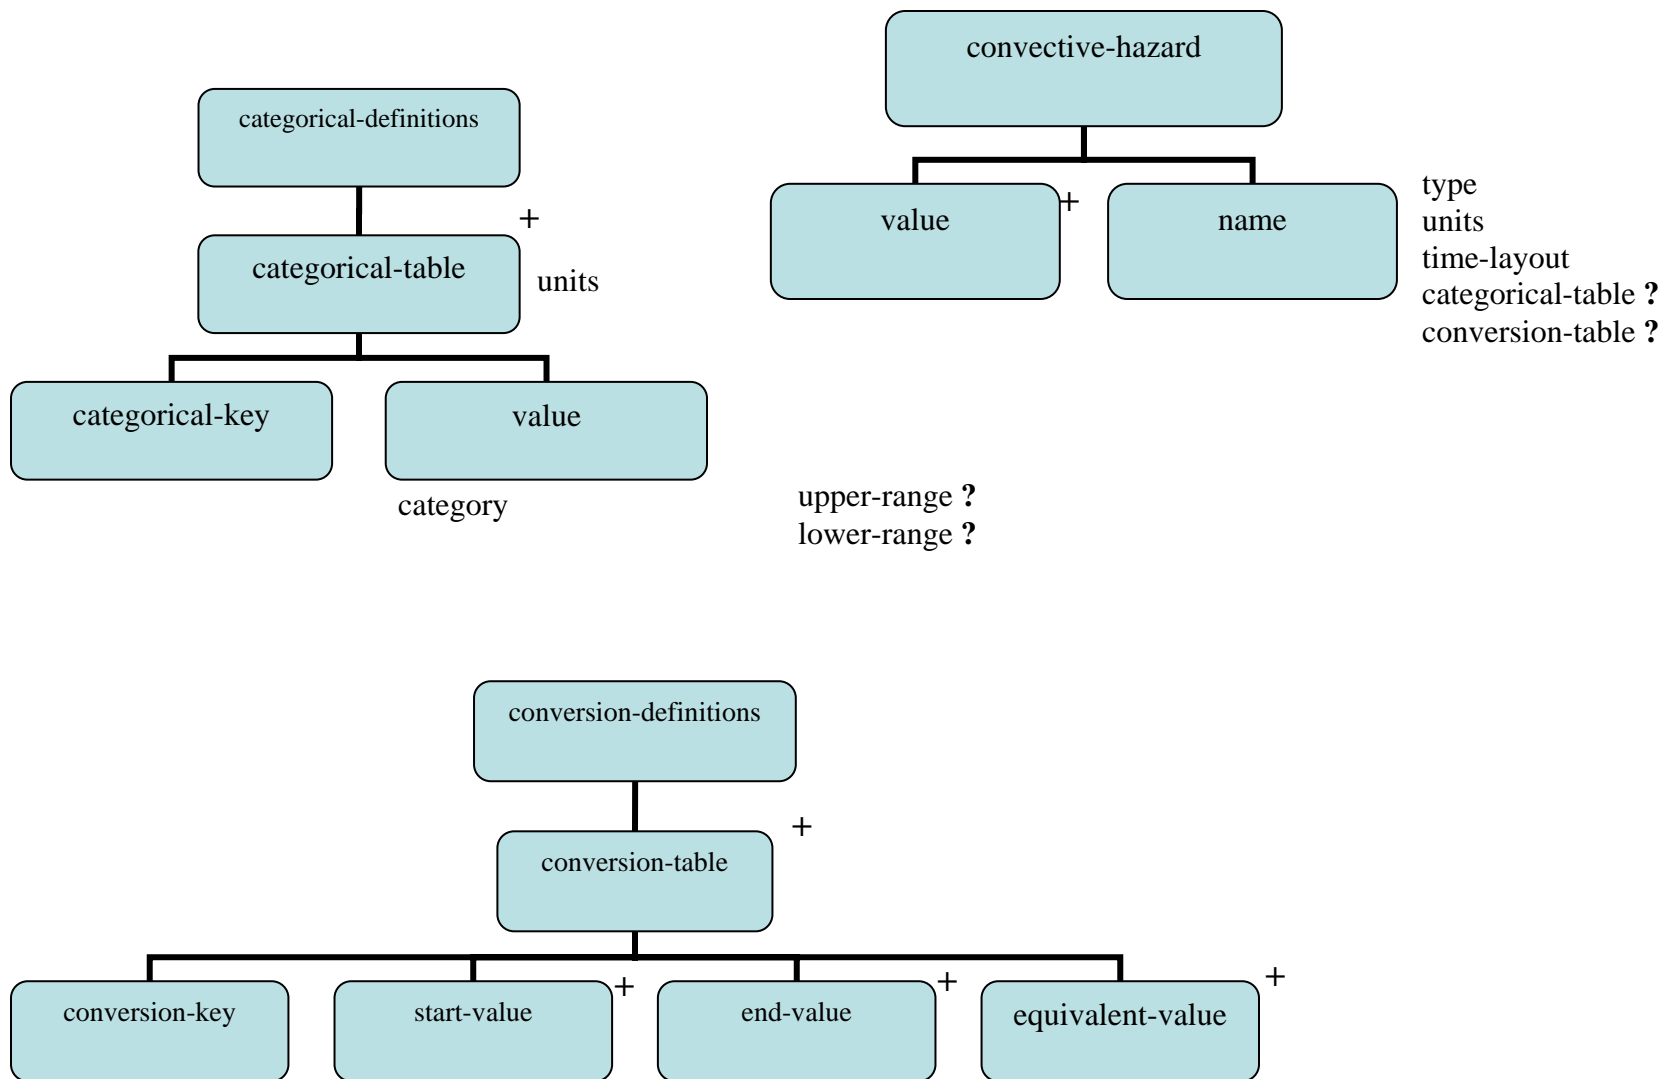 convective-hazard
categorical-definitions
value
+
name
type
units
time-layout
categorical-table ?
conversion-table ?
+
categorical-table
units
categorical-key
value
category
upper-range ?
lower-range ?
conversion-definitions
+
conversion-table
conversion-key
start-value
+
end-value
+
equivalent-value
+